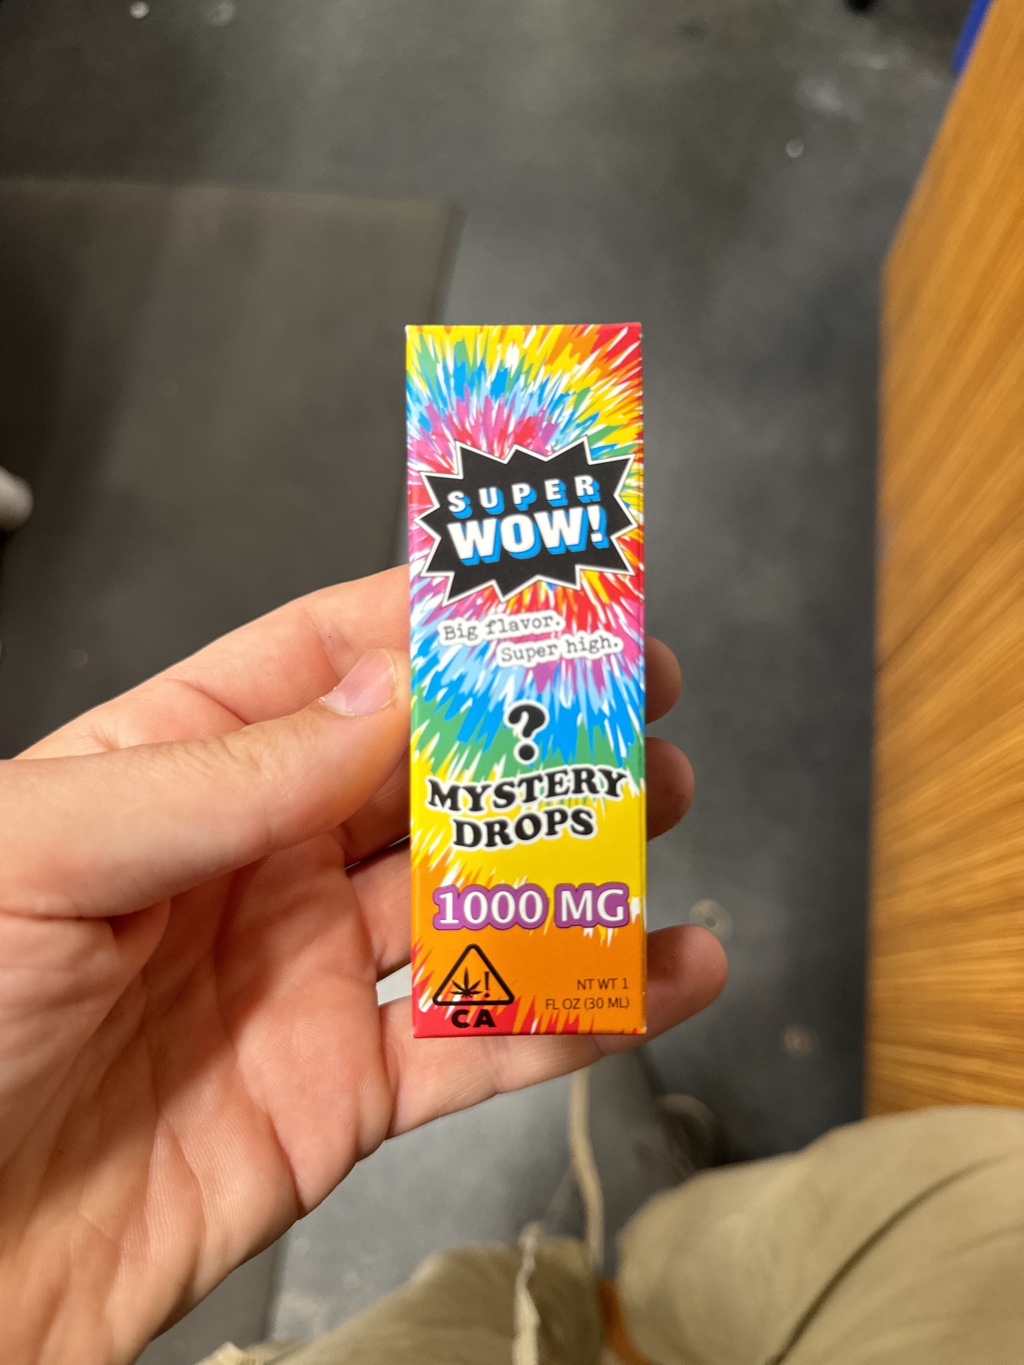 SUPER
WOW!
Big flavor.
Super high.
?
MYSTERY
DROPS
1000 MG
!
CA
NT WT 1
FL OZ (30 ML)